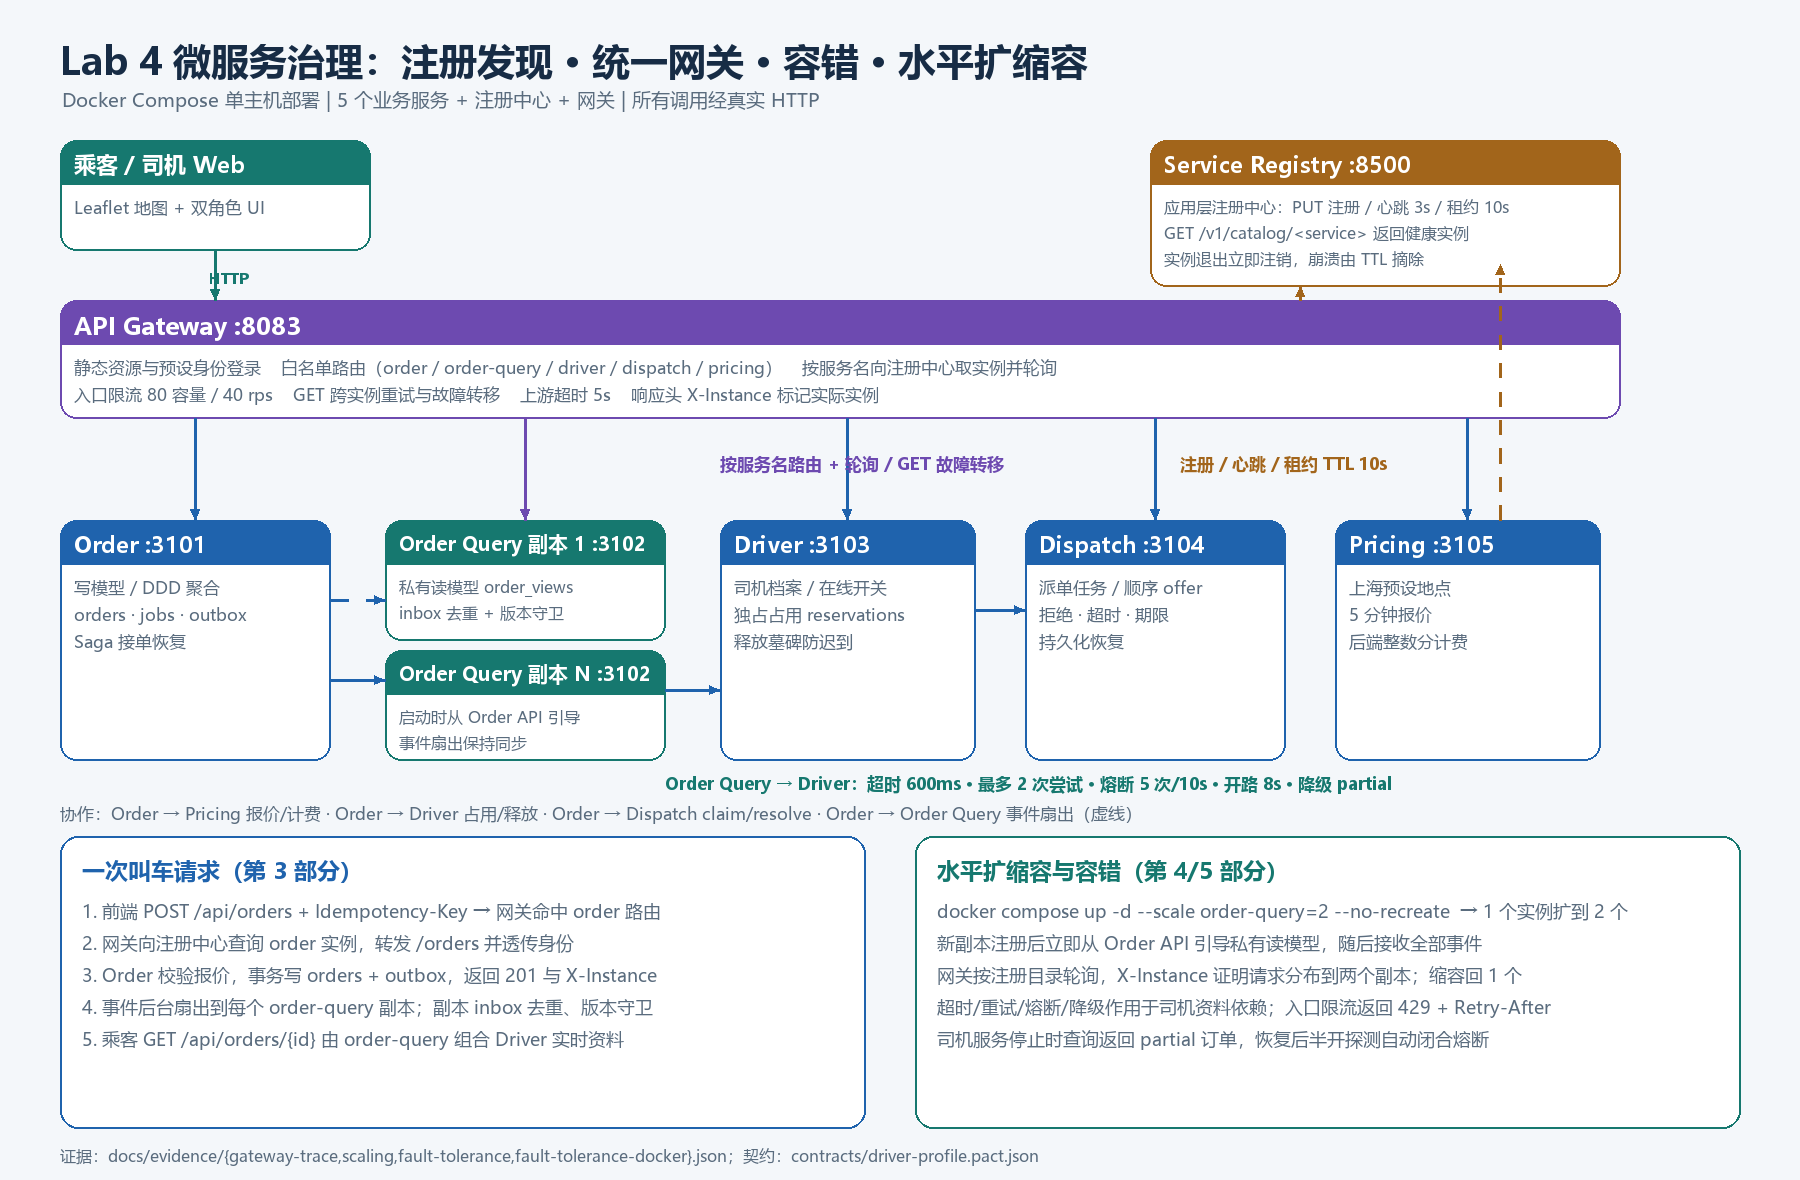 Lab 4 微服务治理：注册发现 • 统一网关 • 容错 • 水平扩缩容
Docker Compose 单主机部署 | 5 个业务服务 + 注册中心 + 网关 | 所有调用经真实 HTTP
乘客 / 司机 Web
Leaflet 地图 + 双角色 UI
HTTP
Service Registry :8500
应用层注册中心：PUT 注册 / 心跳 3s / 租约 10s
GET /v1/catalog/<service> 返回健康实例
实例退出立即注销，崩溃由 TTL 摘除
API Gateway :8083
静态资源与预设身份登录 白名单路由（order / order-query / driver / dispatch / pricing） 按服务名向注册中心取实例并轮询
入口限流 80 容量 / 40 rps GET 跨实例重试与故障转移 上游超时 5s 响应头 X-Instance 标记实际实例
按服务名路由 + 轮询 / GET 故障转移
注册 / 心跳 / 租约 TTL 10s
Order :3101
写模型 / DDD 聚合
orders · jobs · outbox
Saga 接单恢复
Order Query 副本 1 :3102
私有读模型 order_views
inbox 去重 + 版本守卫
Order Query 副本 N :3102
启动时从 Order API 引导
事件扇出保持同步
Driver :3103
司机档案 / 在线开关
独占占用 reservations
释放墓碑防迟到
Dispatch :3104
派单任务 / 顺序 offer
拒绝 · 超时 · 期限
持久化恢复
Pricing :3105
上海预设地点
5 分钟报价
后端整数分计费
Order Query → Driver：超时 600ms • 最多 2 次尝试 • 熔断 5 次/10s • 开路 8s • 降级 partial
协作：Order → Pricing 报价/计费 · Order → Driver 占用/释放 · Order → Dispatch claim/resolve · Order → Order Query 事件扇出（虚线）
一次叫车请求（第 3 部分）
1. 前端 POST /api/orders + Idempotency-Key → 网关命中 order 路由
2. 网关向注册中心查询 order 实例，转发 /orders 并透传身份
3. Order 校验报价，事务写 orders + outbox，返回 201 与 X-Instance
4. 事件后台扇出到每个 order-query 副本；副本 inbox 去重、版本守卫
5. 乘客 GET /api/orders/{id} 由 order-query 组合 Driver 实时资料
水平扩缩容与容错（第 4/5 部分）
docker compose up -d --scale order-query=2 --no-recreate → 1 个实例扩到 2 个
新副本注册后立即从 Order API 引导私有读模型，随后接收全部事件
网关按注册目录轮询，X-Instance 证明请求分布到两个副本；缩容回 1 个
超时/重试/熔断/降级作用于司机资料依赖；入口限流返回 429 + Retry-After
司机服务停止时查询返回 partial 订单，恢复后半开探测自动闭合熔断
证据：docs/evidence/{gateway-trace,scaling,fault-tolerance,fault-tolerance-docker}.json；契约：contracts/driver-profile.pact.json